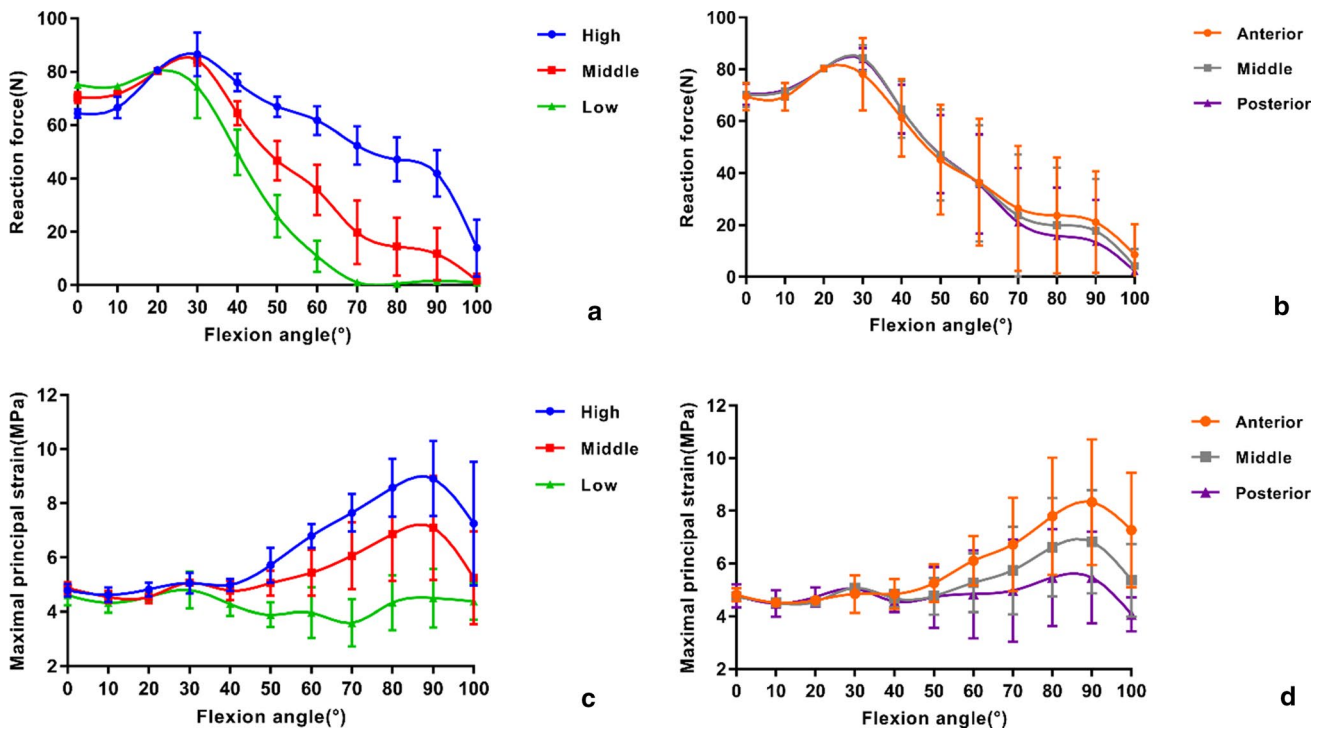 Reaction force(N)
100
80
60
40
20
0
0 10 20 30 40 50 60 70 80 90 100
Flexion angle(°)
High
Middle
Low
a
Reaction force(N)
100
80
60
40
20
0
0 10 20 30 40 50 60 70 80 90 100
Flexion angle(°)
Anterior
Middle
Posterior
b
Maximal principal strain(MPa)
12
10
8
6
4
2
0 10 20 30 40 50 60 70 80 90 100
Flexion angle(°)
High
Middle
Low
c
Maximal principal strain(MPa)
12
10
8
6
4
2
0 10 20 30 40 50 60 70 80 90 100
Flexion angle(°)
Anterior
Middle
Posterior
d